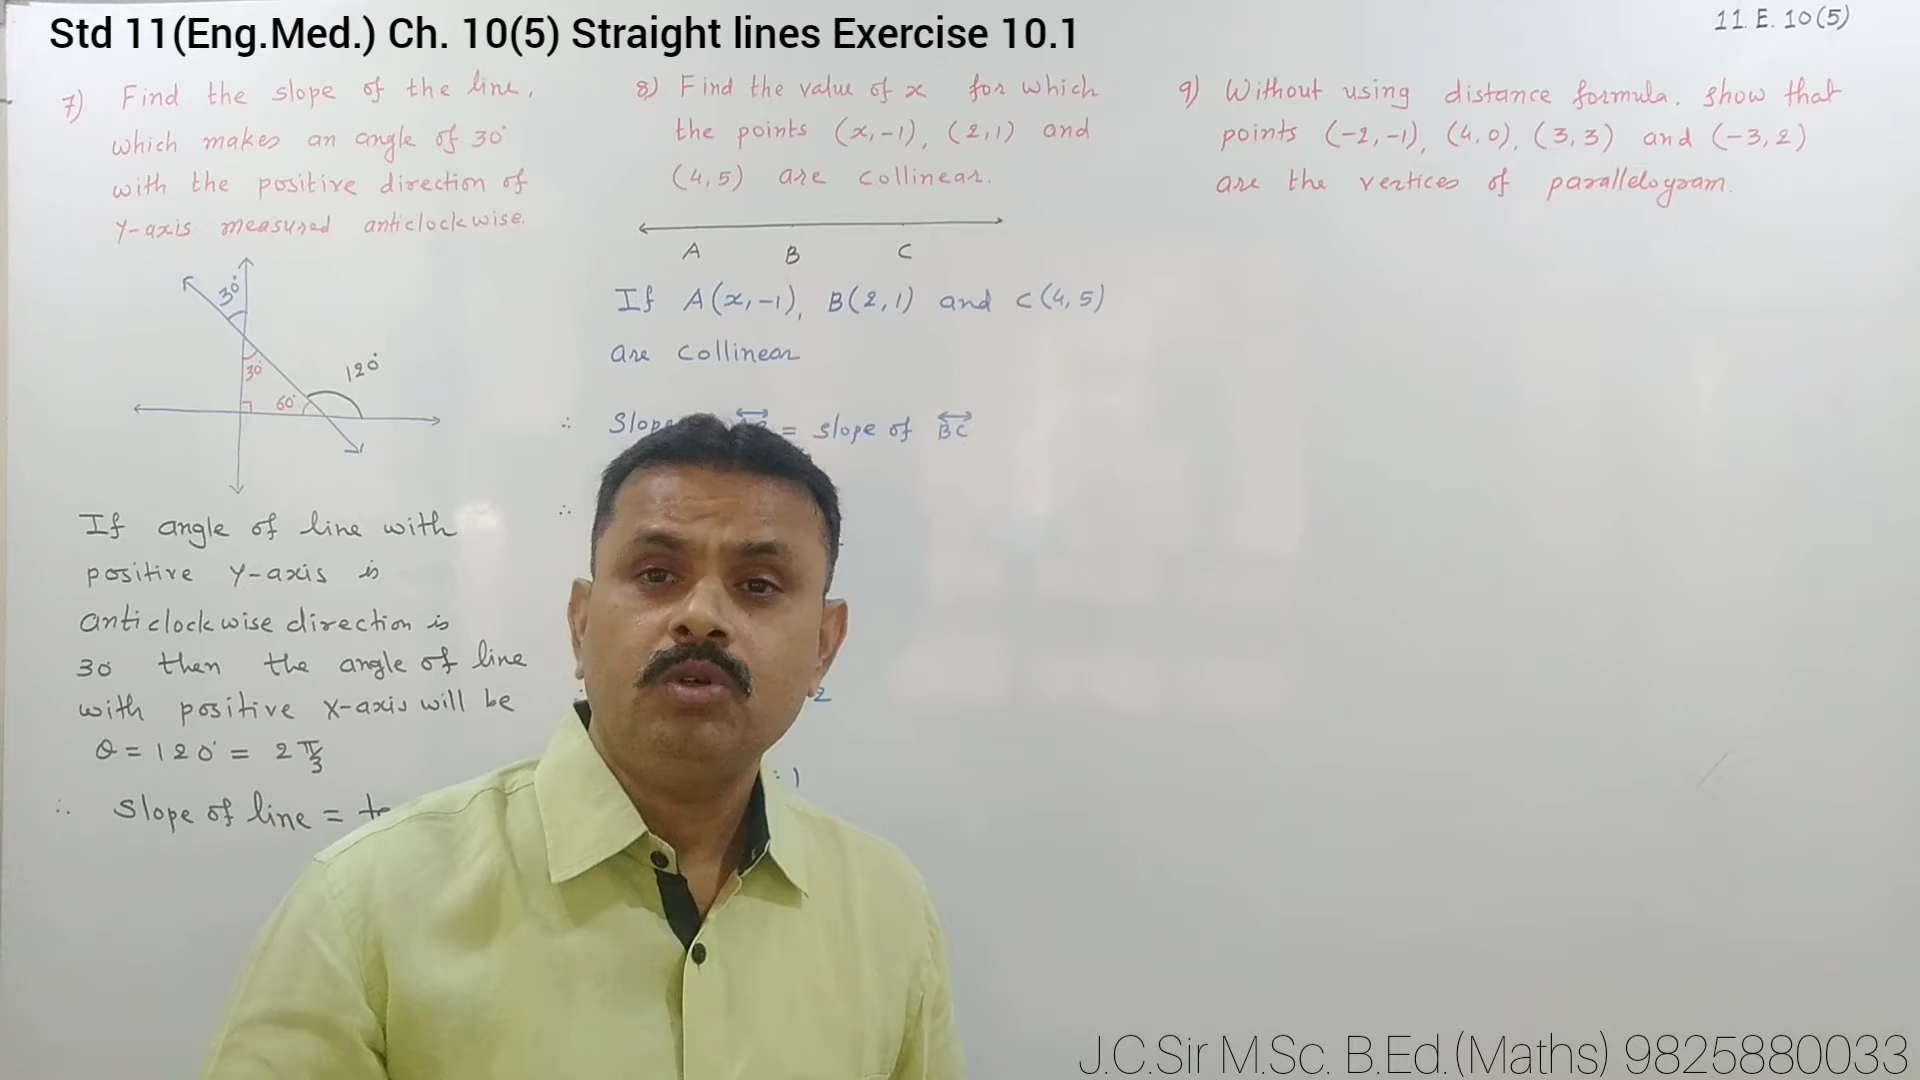 Std 11(Eng.Med.) Ch. 10(5) Straight lines Exercise 10.1
11. E. 10(5)
7) Find the slope of the line,
which makes an angle of 30°
with the positive direction of
Y-axis measured anticlockwise.
30°
30°
60°
120°
If angle of line with
positive Y-axis is
anticlockwise direction is
30 then the angle of line
with positive X-axis will be
θ = 120° = 2 π/3
∴ Slope of line =
8) Find the value of x for which
the points (x,-1), (2,1) and
(4,5) are collinear.
A B C
If A(x,-1), B(2,1) and C(4,5)
are collinear
∴ Slope = slope of BC
∴
2
: 1
9) Without using distance formula. show that
points (-2,-1), (4,0), (3,3) and (-3,2)
are the vertices of parallelogram.
J.C.Sir M.Sc. B.Ed.(Maths) 9825880033